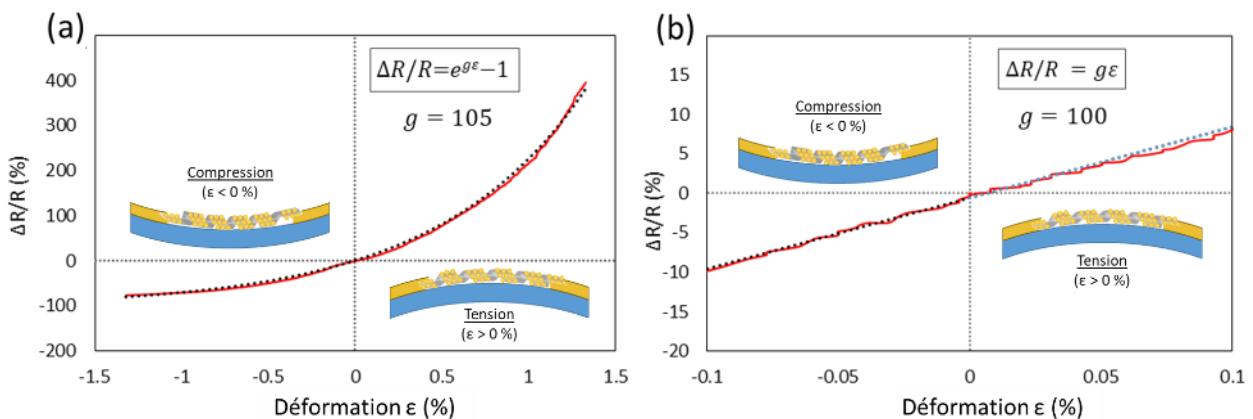 (a)
400
300
200
100
0
-100
-200
ΔR/R (%)
ΔR/R=e^{gε}−1
g = 105
Compression
(ε < 0 %)
Tension
(ε > 0 %)
-1.5
-1
-0.5
0
0.5
1
1.5
Déformation ε (%)
(b)
15
10
5
0
-5
-10
-15
-20
ΔR/R (%)
ΔR/R = gε
g = 100
Compression
(ε < 0 %)
Tension
(ε > 0 %)
-0.1
-0.05
0
0.05
0.1
Déformation ε (%)